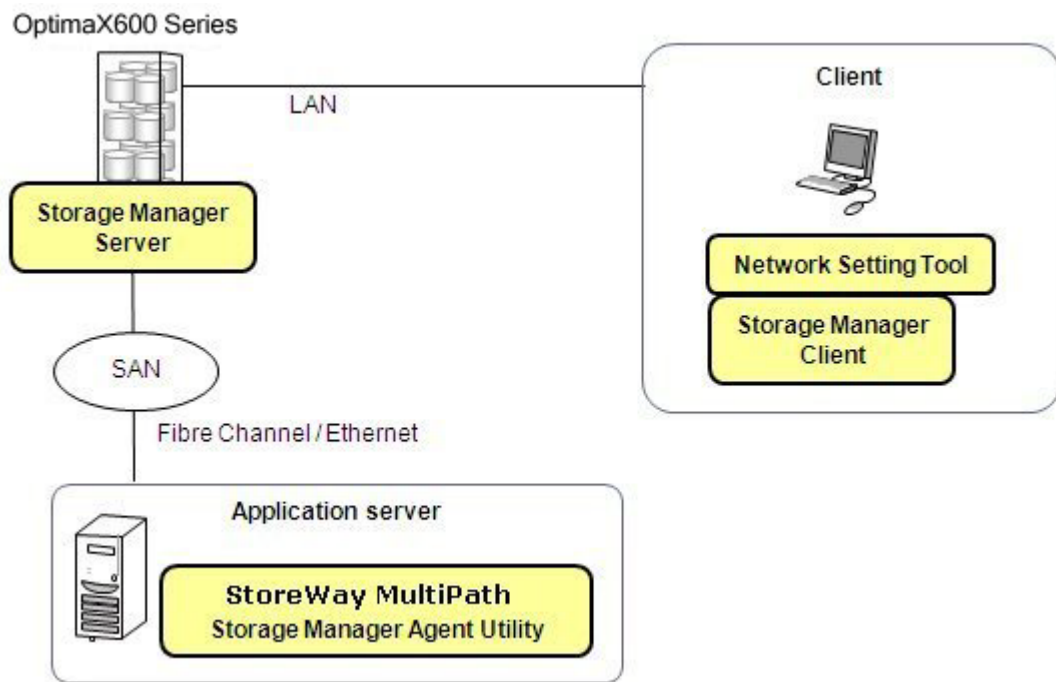 OptimaX600 Series
LAN
Client
Storage Manager
Server
Network Setting Tool
Storage Manager
Client
SAN
Fibre Channel / Ethernet
Application server
StoreWay MultiPath
Storage Manager Agent Utility